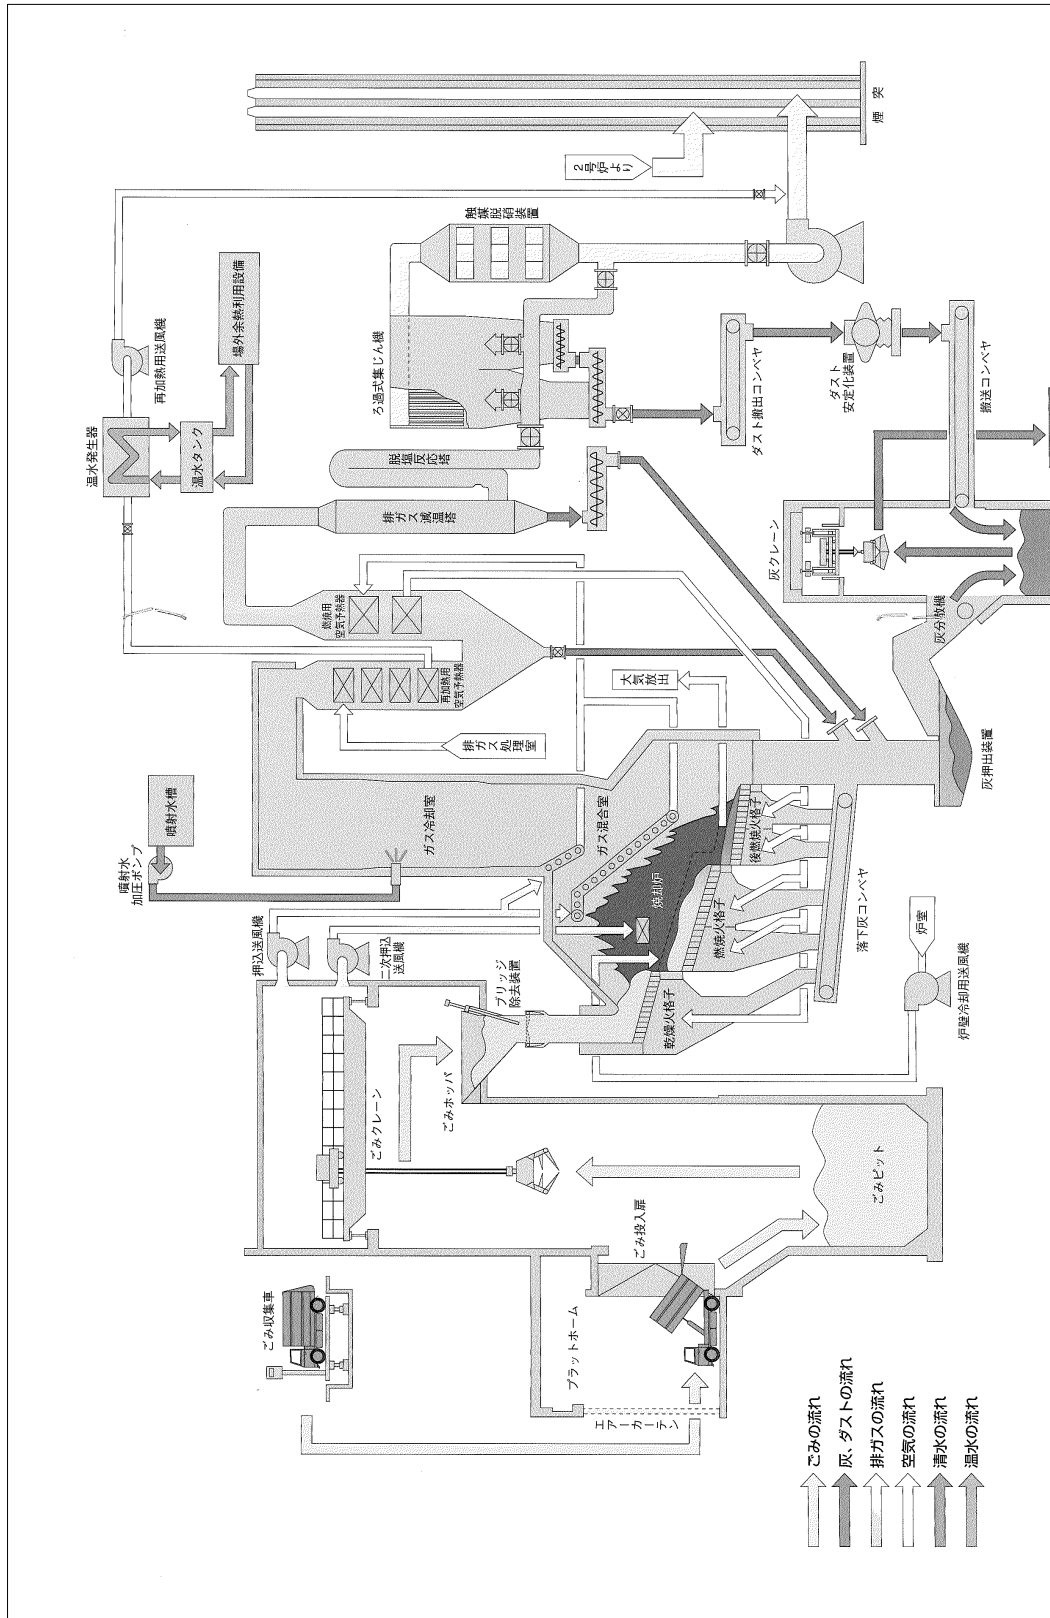 ごみ収集車
プラットホーム
エアーカーテン
ごみ投入扉
ごみピット
ごみクレーン
ごみホッパ
ブリッジ
除去装置
押込送風機
二次押込
送風機
噴射水
加圧ポンプ
噴射水槽
ガス冷却室
ガス混合室
焼却炉
乾燥火格子
燃焼火格子
後燃焼火格子
落下灰コンベヤ
炉壁冷却用送風機
炉室
排ガス
処理室
大気
放出
再加熱用
空気予熱器
燃焼用
空気予熱器
排ガス減温塔
脱塩反応塔
温水発生器
温水タンク
再加熱用送風機
場外余熱利用設備
ろ過式集じん機
触媒脱硝装置
2号炉
より
煙突
ダスト搬出コンベヤ
ダスト
安定化装置
搬送コンベヤ
灰クレーン
灰分散機
灰押出装置
ごみの流れ
灰、ダストの流れ
排ガスの流れ
空気の流れ
清水の流れ
温水の流れ